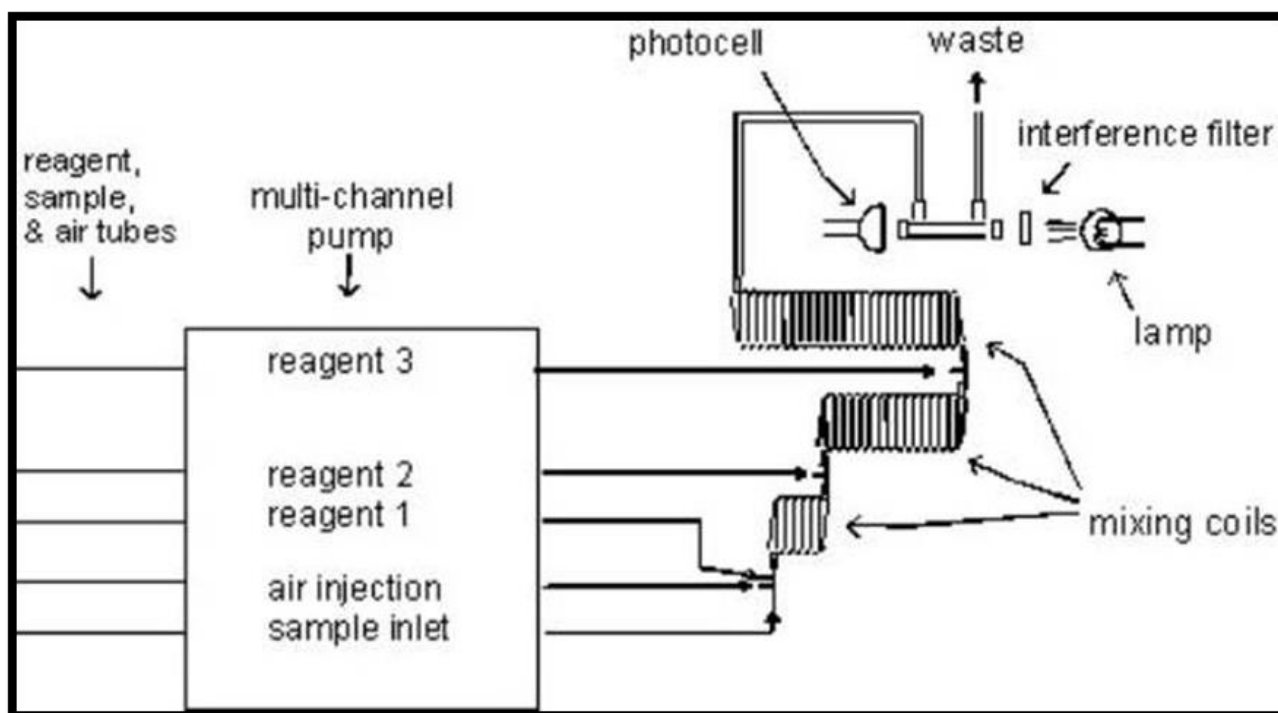 photocell
waste
interference filter
reagent,
sample,
& air tubes
multi-channel
pump
lamp
reagent 3
reagent 2
reagent 1
mixing coils
air injection
sample inlet